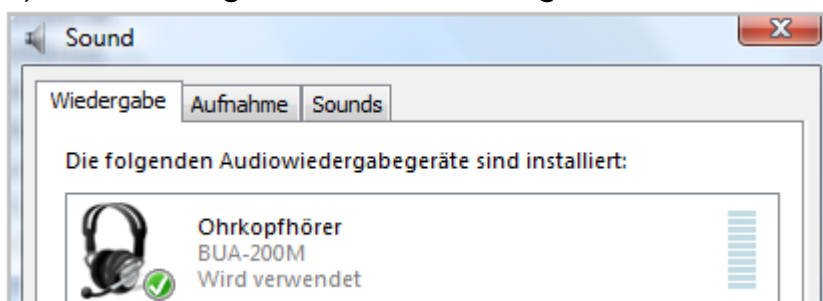 Sound
Wiedergabe Aufnahme Sounds
Die folgenden Audiowiedergabegeräte sind installiert:
Ohrkopfhörer
BUA-200M
Wird verwendet